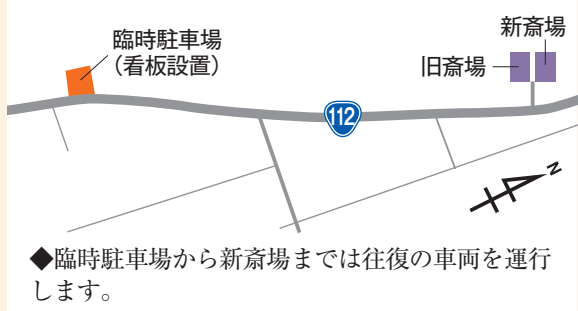 新斎場
臨時駐車場
（看板設置）
旧斎場
112
N
◆臨時駐車場から新斎場までは往復の車両を運行
します。